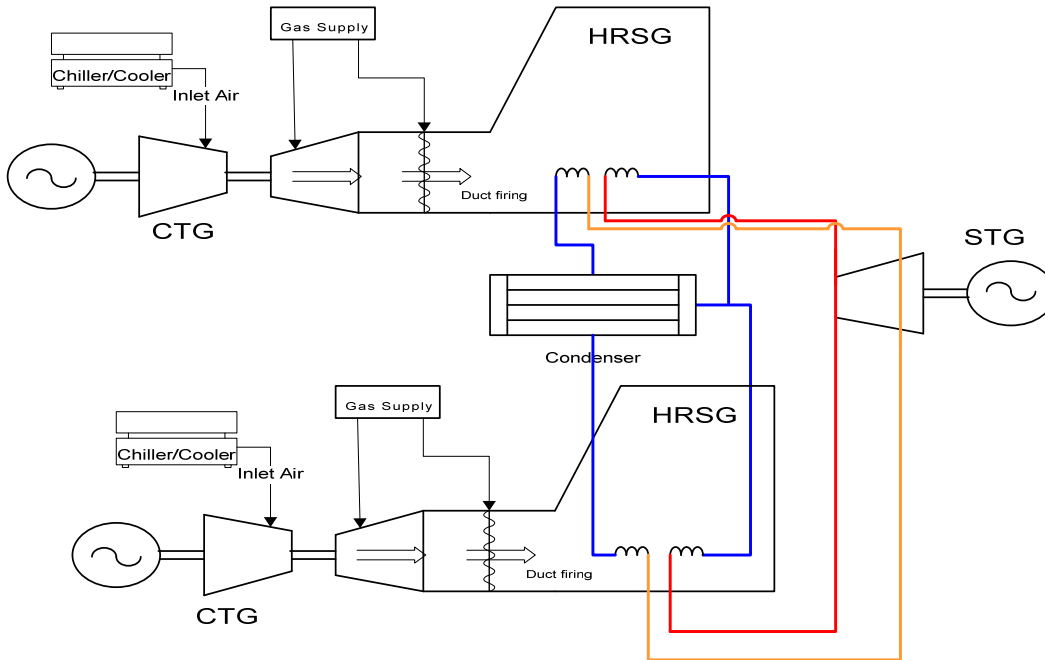 Gas Supply
HRSG
Chiller/Cooler
Inlet Air
Duct firing
CTG
STG
Condenser
Gas Supply
HRSG
Chiller/Cooler
Inlet Air
Duct firing
CTG